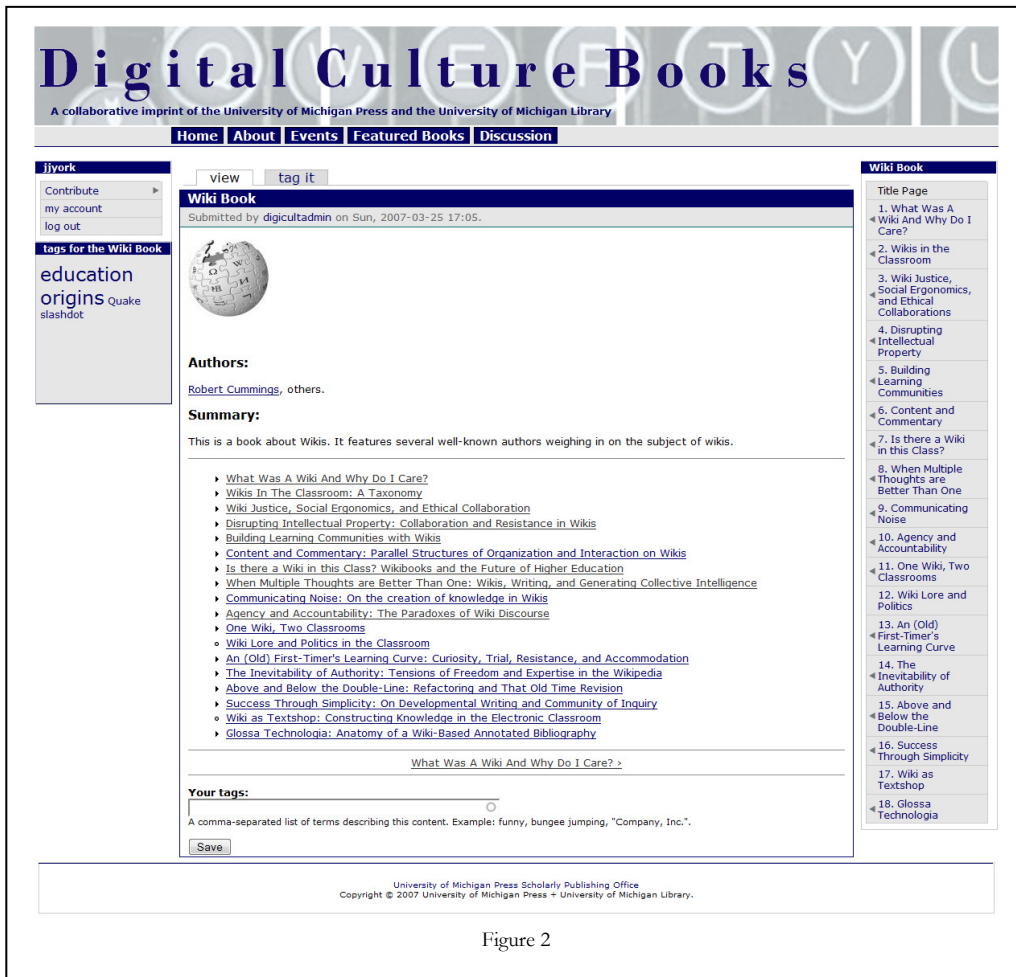 Digital Culture Books
A collaborative imprint of the University of Michigan Press and the University of Michigan Library
Home About Events Featured Books Discussion
jjyork
Contribute
my account
log out
tags for the Wiki Book
education
origins Quake
slashdot
view tag it
Wiki Book
Submitted by digicultadmin on Sun, 2007-03-25 17:05.
Authors:
Robert Cummings, others.
Summary:
This is a book about Wikis. It features several well-known authors weighing in on the subject of wikis.
What Was A Wiki And Why Do I Care?
Wikis In The Classroom: A Taxonomy
Wiki Justice, Social Ergonomics, and Ethical Collaboration
Disrupting Intellectual Property: Collaboration and Resistance in Wikis
Building Learning Communities with Wikis
Content and Commentary: Parallel Structures of Organization and Interaction on Wikis
Is there a Wiki in this Class? Wikibooks and the Future of Higher Education
When Multiple Thoughts are Better Than One: Wikis, Writing, and Generating Collective Intelligence
Communicating Noise: On the creation of knowledge in Wikis
Agency and Accountability: The Paradoxes of Wiki Discourse
One Wiki, Two Classrooms
Wiki Lore and Politics in the Classroom
An (Old) First-Timer's Learning Curve: Curiosity, Trial, Resistance, and Accommodation
The Inevitability of Authority: Tensions of Freedom and Expertise in the Wikipedia
Above and Below the Double-Line: Refactoring and That Old Time Revision
Success Through Simplicity: On Developmental Writing and Community of Inquiry
Wiki as Textshop: Constructing Knowledge in the Electronic Classroom
Glossa Technologia: Anatomy of a Wiki-Based Annotated Bibliography
What Was A Wiki And Why Do I Care? ›
Your tags:
A comma-separated list of terms describing this content. Example: funny, bungee jumping, "Company, Inc.".
Save
Wiki Book
Title Page
1. What Was A
Wiki And Why Do I
Care?
2. Wikis in the
Classroom
3. Wiki Justice,
Social Ergonomics,
and Ethical
Collaborations
4. Disrupting
Intellectual
Property
5. Building
Learning
Communities
6. Content and
Commentary
7. Is there a Wiki
in this Class?
8. When Multiple
Thoughts are
Better Than One
9. Communicating
Noise
10. Agency and
Accountability
11. One Wiki, Two
Classrooms
12. Wiki Lore and
Politics
13. An (Old)
First-Timer's
Learning Curve
14. The
Inevitability of
Authority
15. Above and
Below the
Double-Line
16. Success
Through Simplicity
17. Wiki as
Textshop
18. Glossa
Technologia
University of Michigan Press Scholarly Publishing Office
Copyright © 2007 University of Michigan Press + University of Michigan Library.
Figure 2